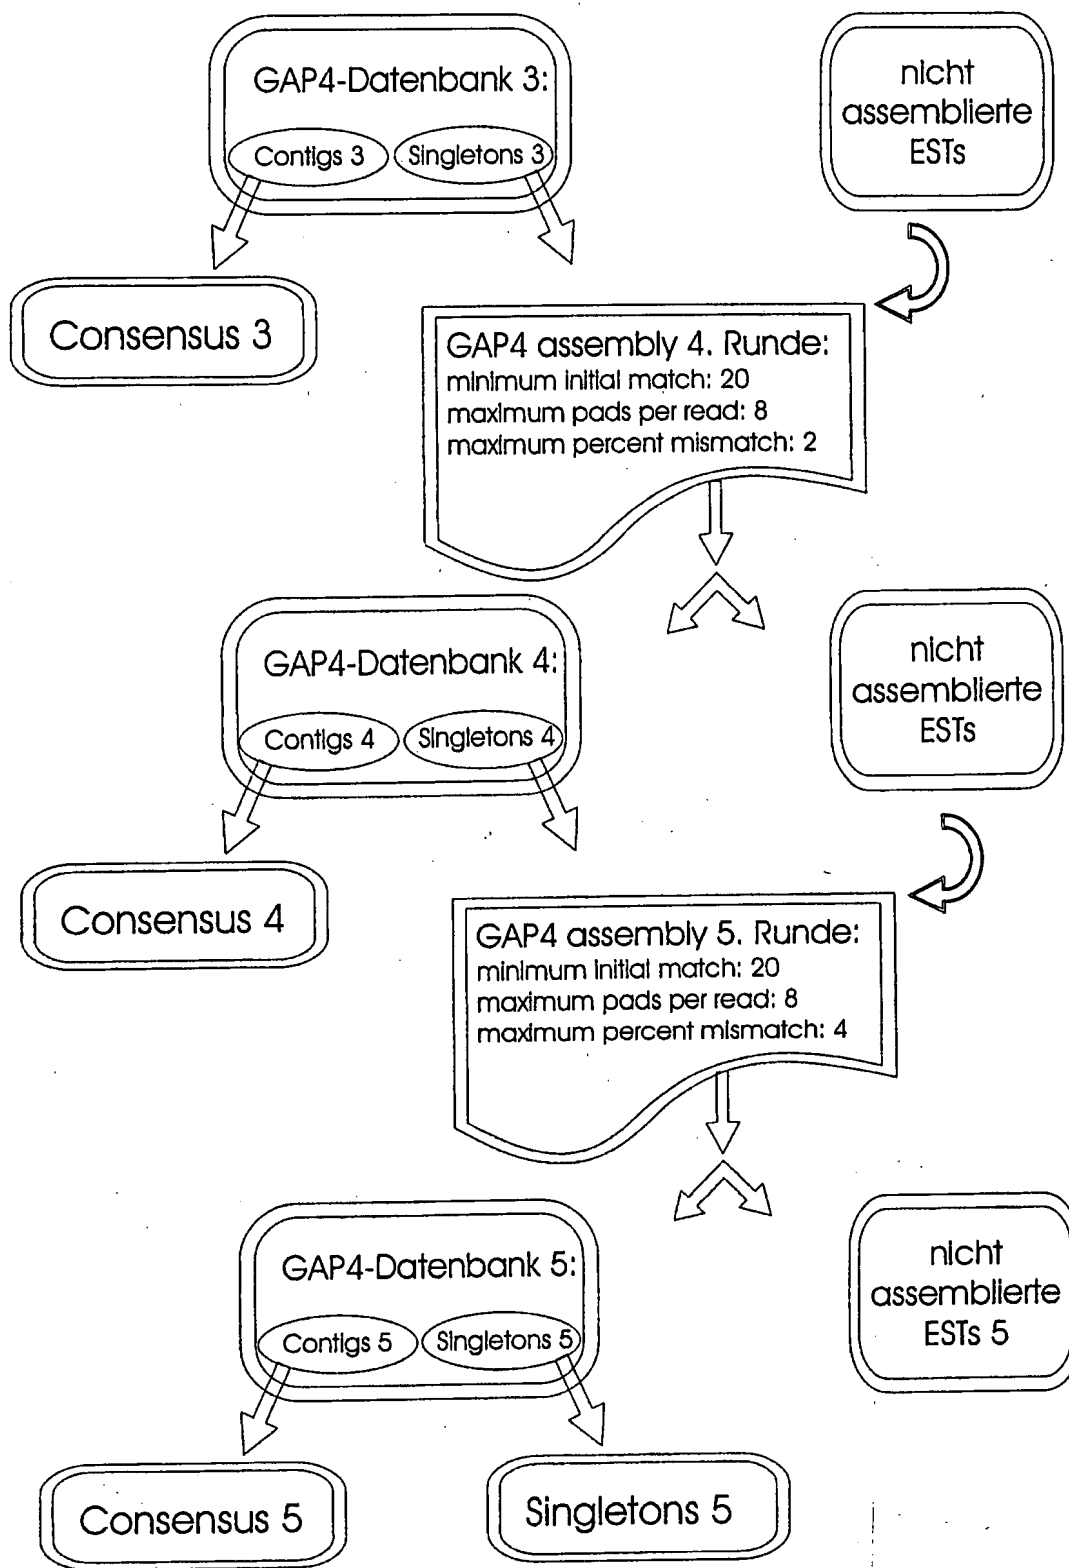 GAP4-Datenbank 3:
Contigs 3
Singletons 3
nicht
assemblierte
ESTs
Consensus 3
GAP4 assembly 4. Runde:
minimum initial match: 20
maximum pads per read: 8
maximum percent mismatch: 2
GAP4-Datenbank 4:
Contigs 4
Singletons 4
nicht
assemblierte
ESTs
Consensus 4
GAP4 assembly 5. Runde:
minimum initial match: 20
maximum pads per read: 8
maximum percent mismatch: 4
GAP4-Datenbank 5:
Contigs 5
Singletons 5
nicht
assemblierte
ESTs 5
Consensus 5
Singletons 5